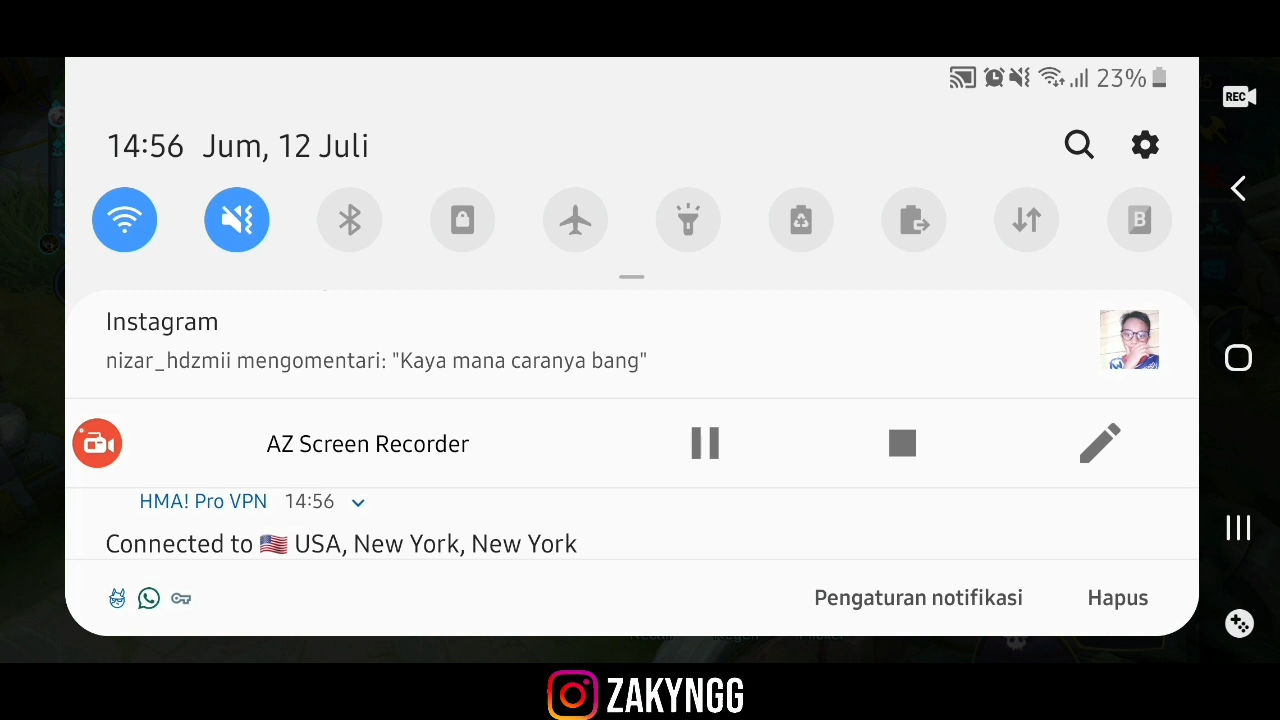 23%
REC
14:56 Jum, 12 Juli
B
Instagram
nizar_hdzmii mengomentari: "Kaya mana caranya bang"
AZ Screen Recorder
HMA! Pro VPN 14:56
Connected to 🇺🇸 USA, New York, New York
Pengaturan notifikasi Hapus
ZAKYNGG